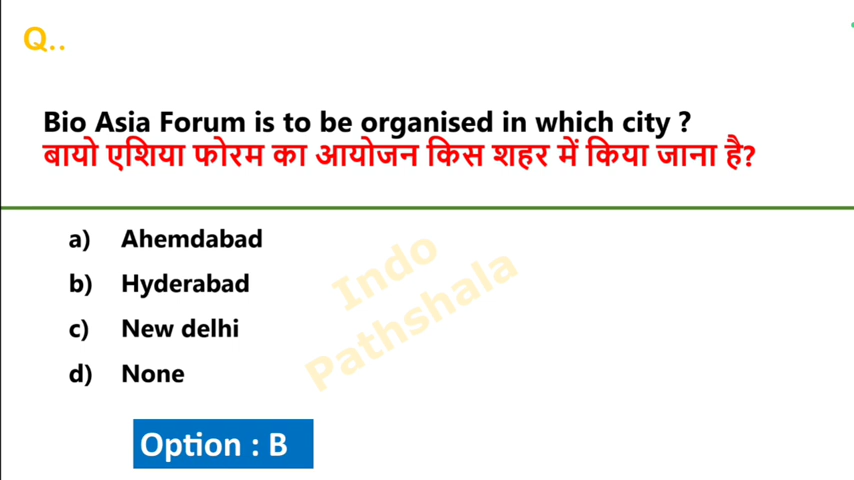 Q..
Bio Asia Forum is to be organised in which city ?
बायो एशिया फोरम का आयोजन किस शहर में किया जाना है?
a) Ahemdabad
b) Hyderabad
c) New delhi
d) None
Indo
Pathshala
Option : B